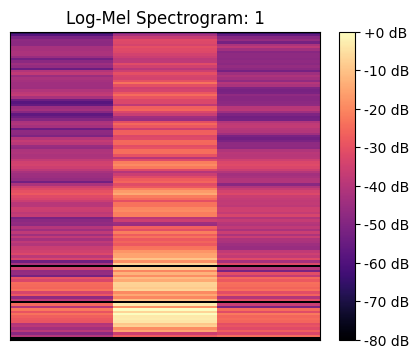 Log-Mel Spectrogram: 1
+0 dB
-10 dB
-20 dB
-30 dB
-40 dB
-50 dB
-60 dB
-70 dB
-80 dB